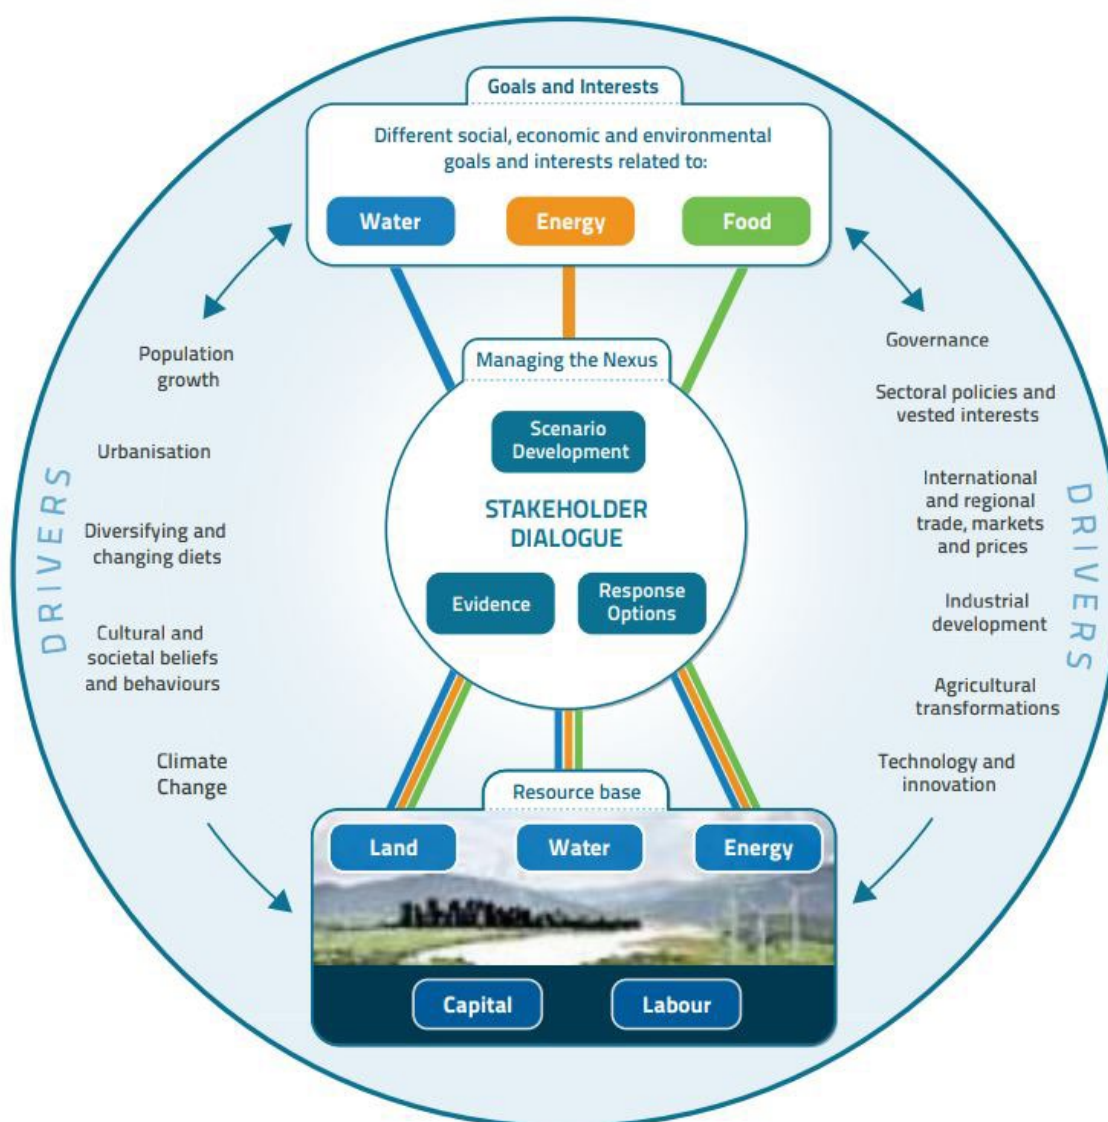 Goals and Interests
Different social, economic and environmental
goals and interests related to:
Water
Energy
Food
Managing the Nexus
Scenario
Development
STAKEHOLDER
DIALOGUE
Evidence
Response
Options
DRIVERS
Population
growth
Urbanisation
Diversifying and
changing diets
Cultural and
societal beliefs
and behaviours
Climate
Change
Governance
Sectoral policies and
vested interests
International
and regional
trade, markets
and prices
Industrial
development
Agricultural
transformations
Technology and
innovation
DRIVERS
Resource base
Land
Water
Energy
Capital
Labour